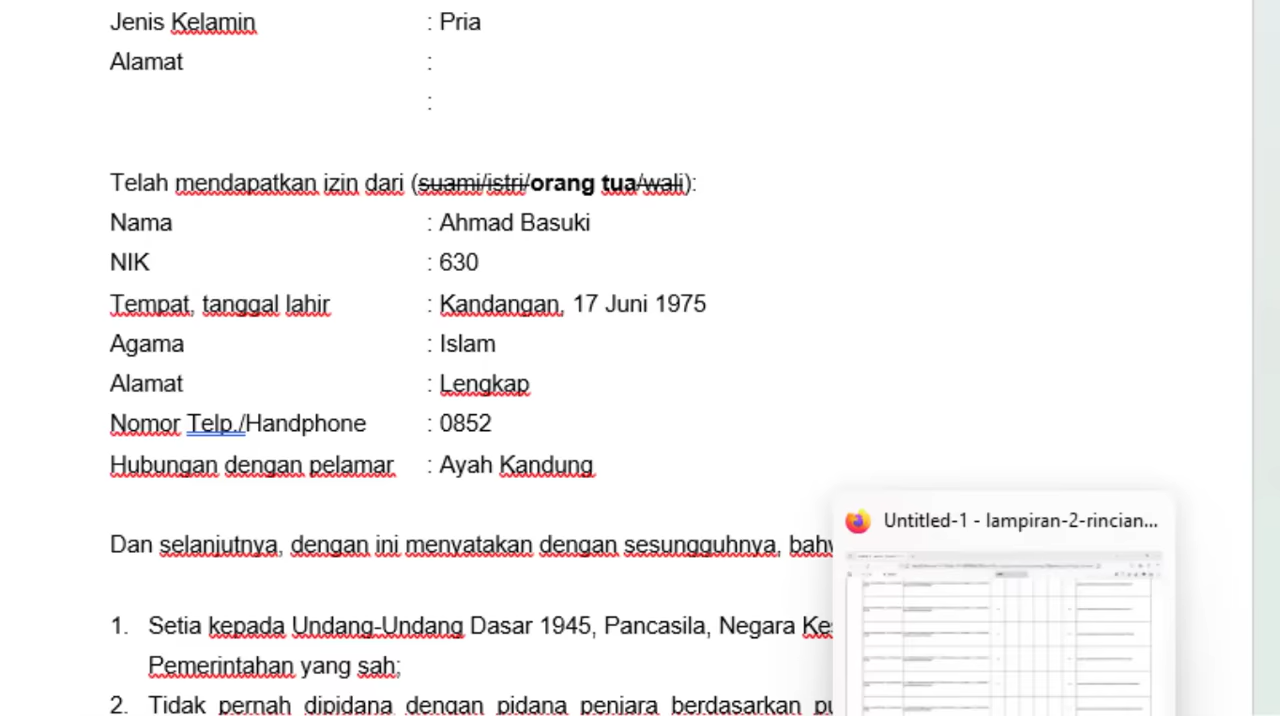 Jenis Kelamin : Pria
Alamat :
:
Telah mendapatkan izin dari (suami/istri/orang tua/wali):
Nama : Ahmad Basuki
NIK : 630
Tempat, tanggal lahir : Kandangan, 17 Juni 1975
Agama : Islam
Alamat : Lengkap
Nomor Telp./Handphone : 0852
Hubungan dengan pelamar : Ayah Kandung
Untitled-1 - lampiran-2-rincian...
Dan selanjutnya, dengan ini menyatakan dengan sesungguhnya,
1. Setia kepada Undang-Undang Dasar 1945, Pancasila, Negara
Pemerintahan yang sah;
2. Tidak pernah dipidana dengan pidana penjara berdasarkan